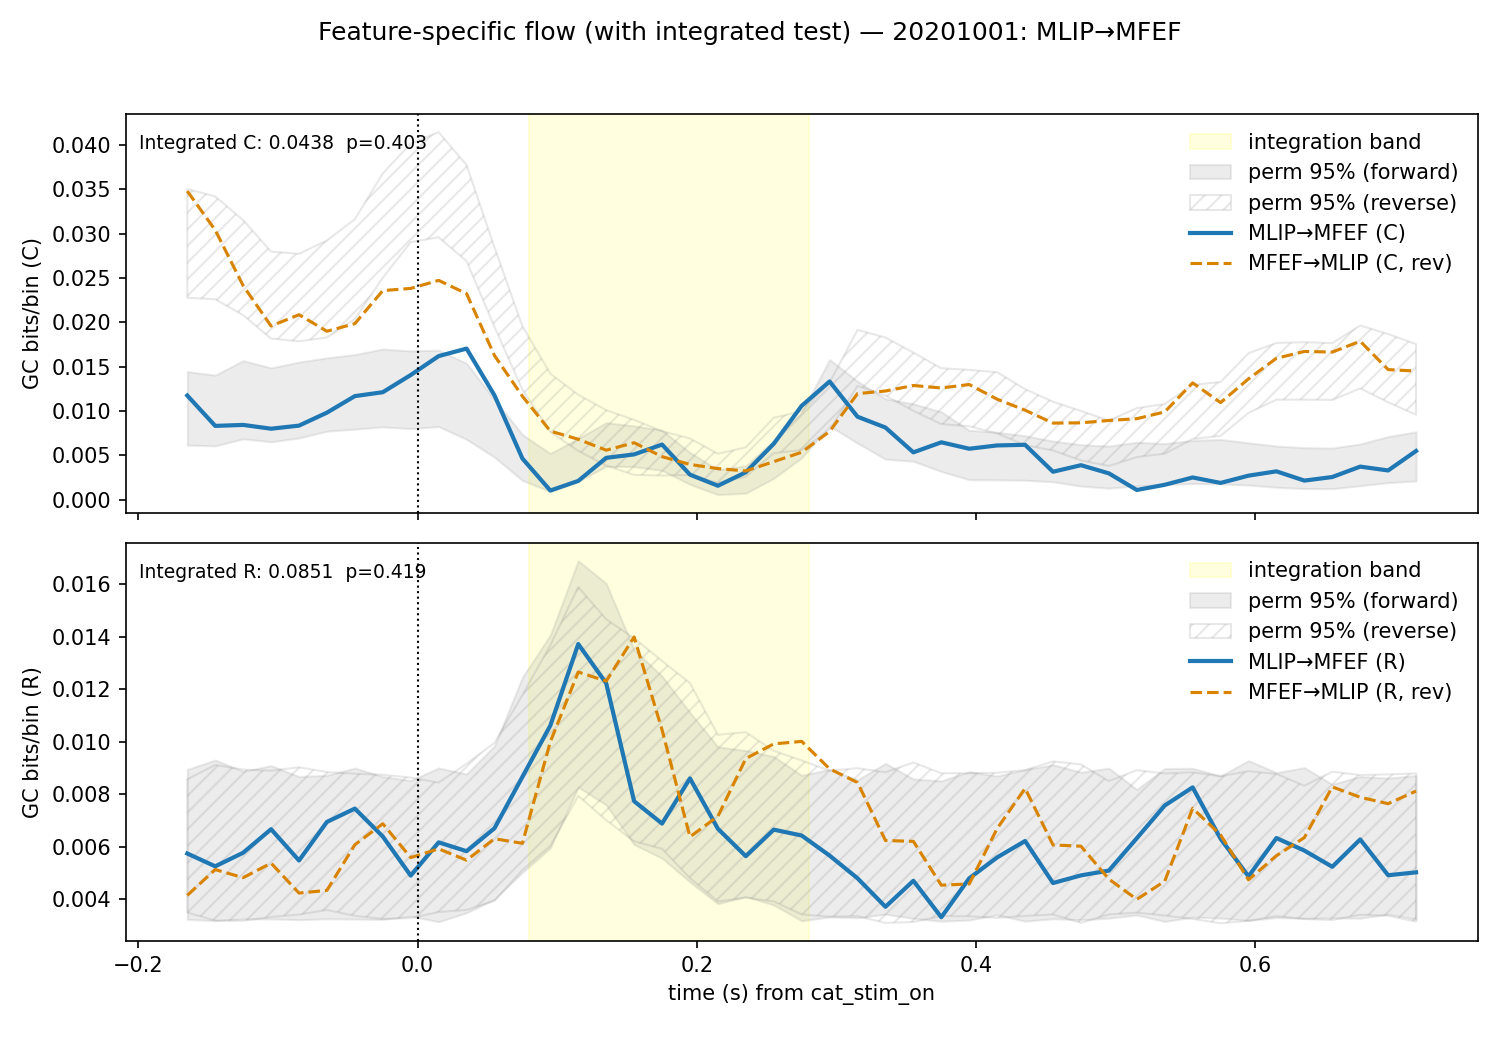 Feature-specific flow (with integrated test) — 20201001: MLIP→MFEF
Integrated C: 0.0438  p=0.403
integration band
perm 95% (forward)
perm 95% (reverse)
MLIP→MFEF (C)
MFEF→MLIP (C, rev)
GC bits/bin (C)
0.040
0.035
0.030
0.025
0.020
0.015
0.010
0.005
0.000
Integrated R: 0.0851  p=0.419
integration band
perm 95% (forward)
perm 95% (reverse)
MLIP→MFEF (R)
MFEF→MLIP (R, rev)
GC bits/bin (R)
0.016
0.014
0.012
0.010
0.008
0.006
0.004
−0.2 0.0 0.2 0.4 0.6
time (s) from cat_stim_on